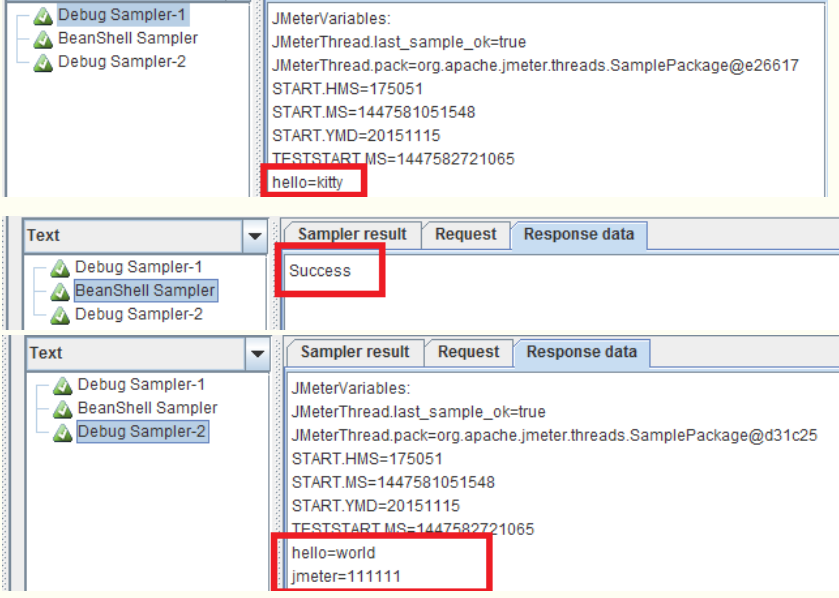 Debug Sampler-1
BeanShell Sampler
Debug Sampler-2
JMeterVariables:
JMeterThread.last_sample_ok=true
JMeterThread.pack=org.apache.jmeter.threads.SamplePackage@e26617
START.HMS=175051
START.MS=1447581051548
START.YMD=20151115
TESTSTART.MS=1447582721065
hello=kitty
Text
Debug Sampler-1
BeanShell Sampler
Debug Sampler-2
Sampler result Request Response data
Success
Text
Debug Sampler-1
BeanShell Sampler
Debug Sampler-2
Sampler result Request Response data
JMeterVariables:
JMeterThread.last_sample_ok=true
JMeterThread.pack=org.apache.jmeter.threads.SamplePackage@d31c25
START.HMS=175051
START.MS=1447581051548
START.YMD=20151115
TESTSTART.MS=1447582721065
hello=world
jmeter=111111